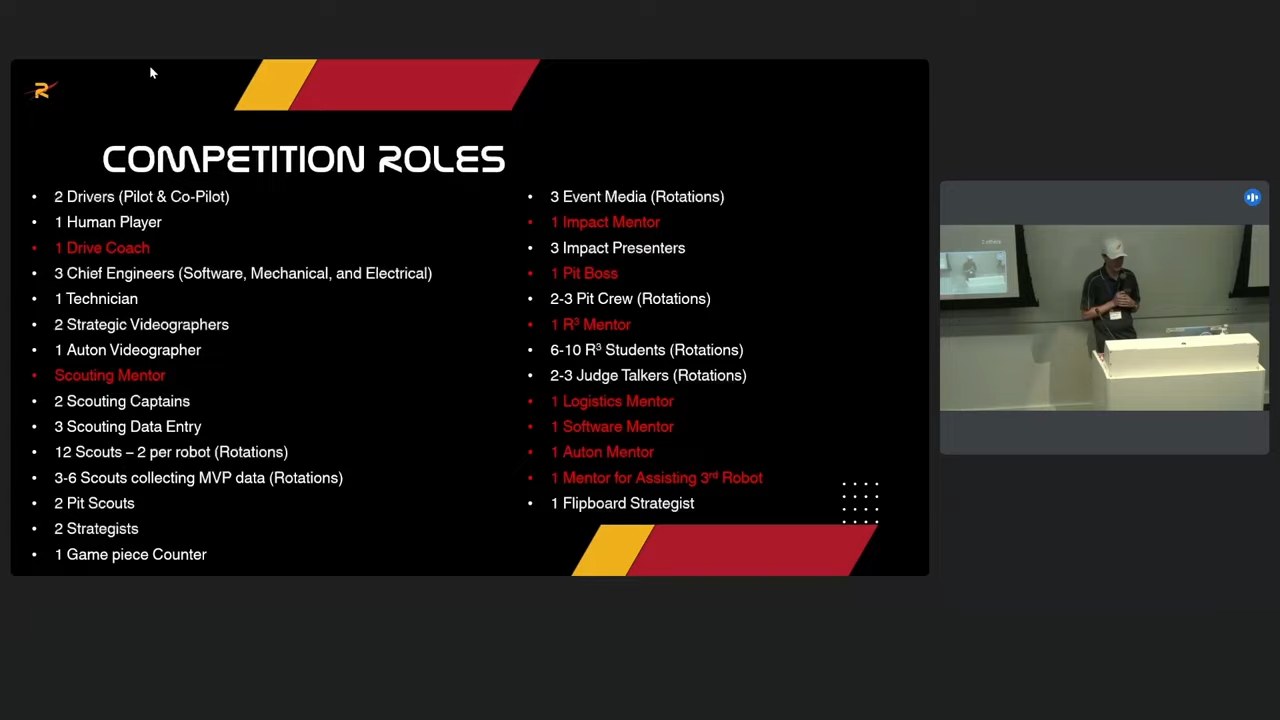 R
COMPETITION ROLES
• 2 Drivers (Pilot & Co-Pilot)
• 1 Human Player
• 1 Drive Coach
• 3 Chief Engineers (Software, Mechanical, and Electrical)
• 1 Technician
• 2 Strategic Videographers
• 1 Auton Videographer
• Scouting Mentor
• 2 Scouting Captains
• 3 Scouting Data Entry
• 12 Scouts – 2 per robot (Rotations)
• 3-6 Scouts collecting MVP data (Rotations)
• 2 Pit Scouts
• 2 Strategists
• 1 Game piece Counter
• 3 Event Media (Rotations)
• 1 Impact Mentor
• 3 Impact Presenters
• 1 Pit Boss
• 2-3 Pit Crew (Rotations)
• 1 R³ Mentor
• 6-10 R³ Students (Rotations)
• 2-3 Judge Talkers (Rotations)
• 1 Logistics Mentor
• 1 Software Mentor
• 1 Auton Mentor
• 1 Mentor for Assisting 3rd Robot
• 1 Flipboard Strategist